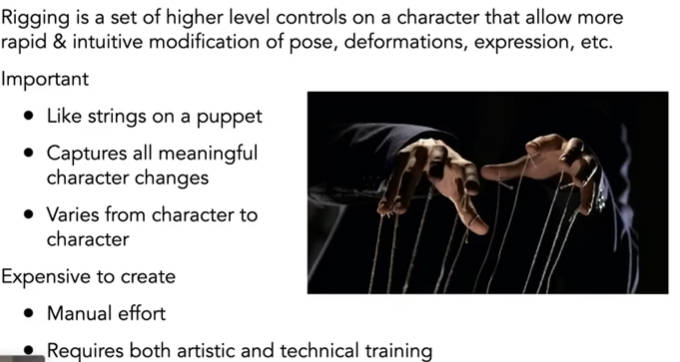 Rigging is a set of higher level controls on a character that allow more
rapid & intuitive modification of pose, deformations, expression, etc.
Important
• Like strings on a puppet
• Captures all meaningful
character changes
• Varies from character to
character
Expensive to create
• Manual effort
• Requires both artistic and technical training